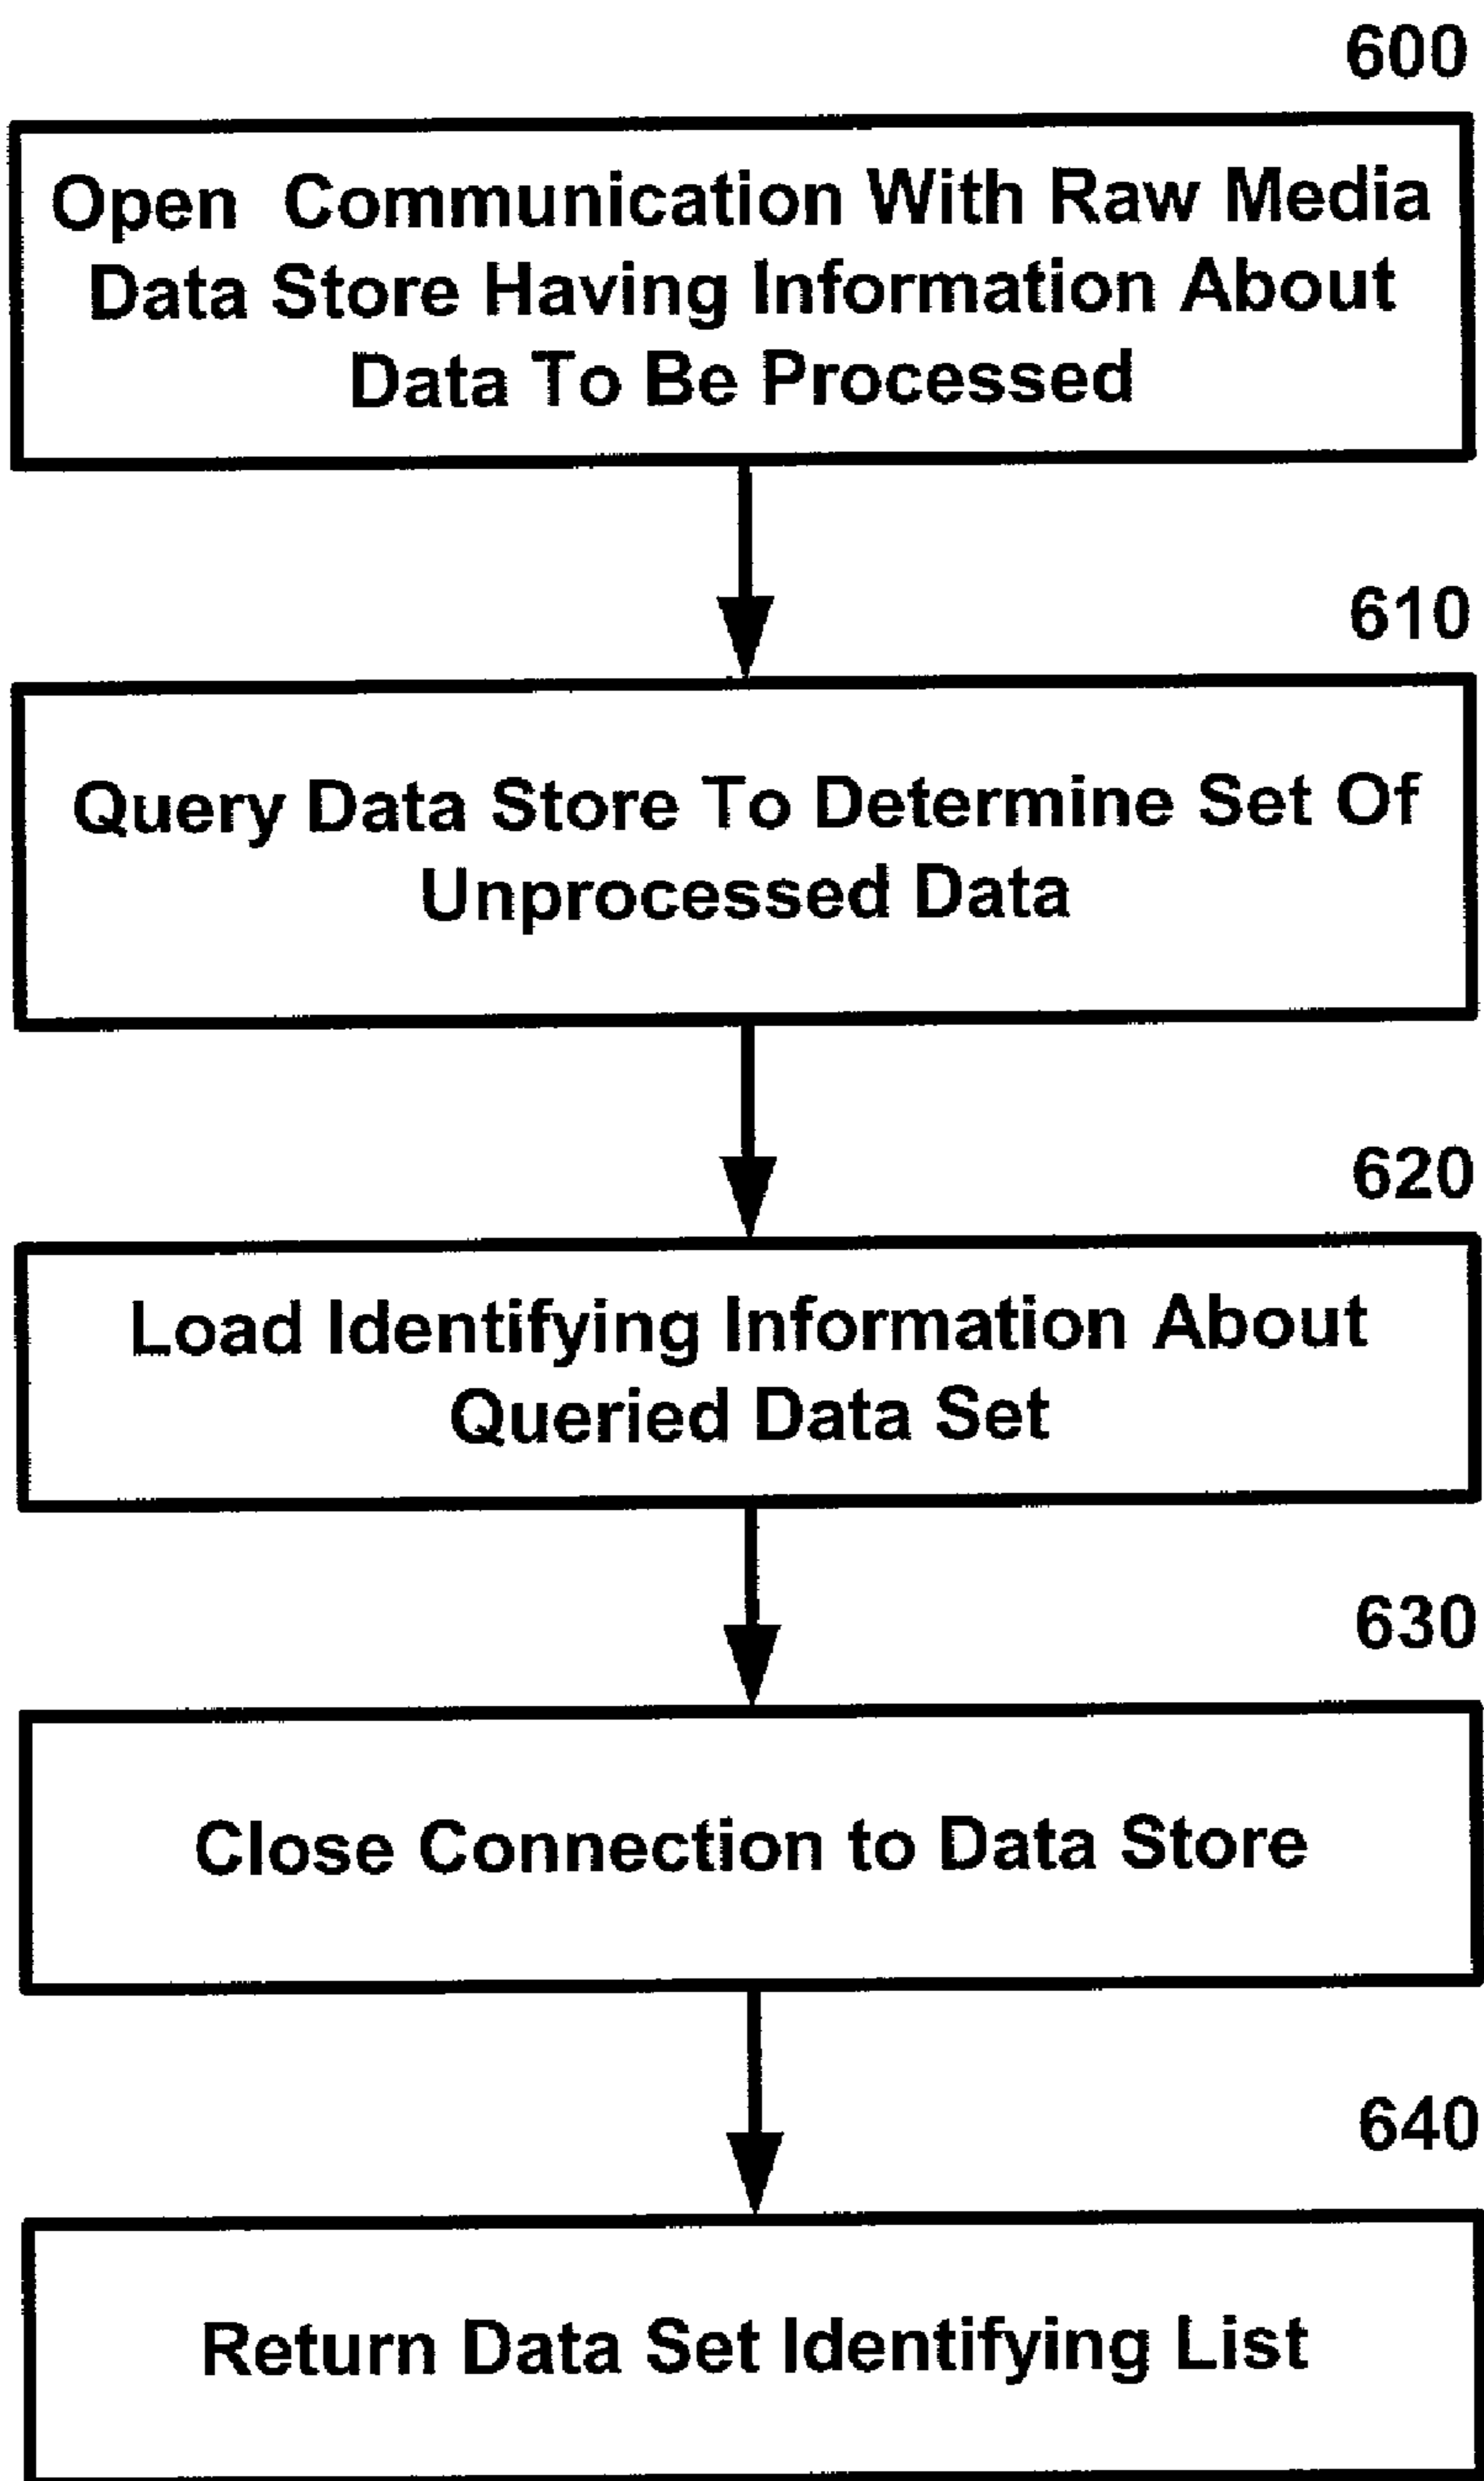 600
Open Communication With Raw Media
Data Store Having Information About
Data To Be Processed
610
Query Data Store To Determine Set Of
Unprocessed Data
620
Load Identifying Information About
Queried Data Set
630
Close Connection to Data Store
640
Return Data Set Identifying List